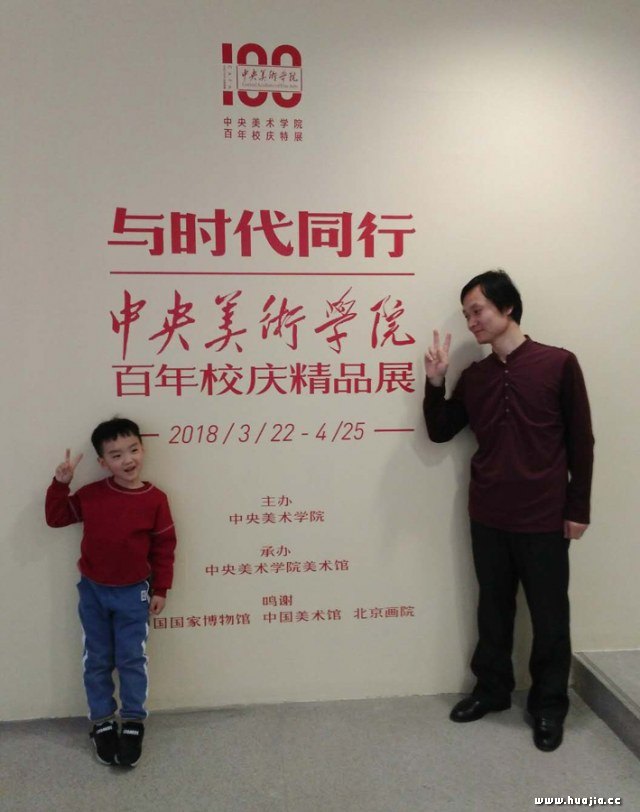 100
中央美術学院
中央美术学院
百年校庆特展
与时代同行
中央美術学院
百年校庆精品展
2018/3/22-4/25
主办
中央美术学院
承办
中央美术学院美术馆
鸣谢
国国家博物馆 中国美术馆 北京画院
www.huajia.cc